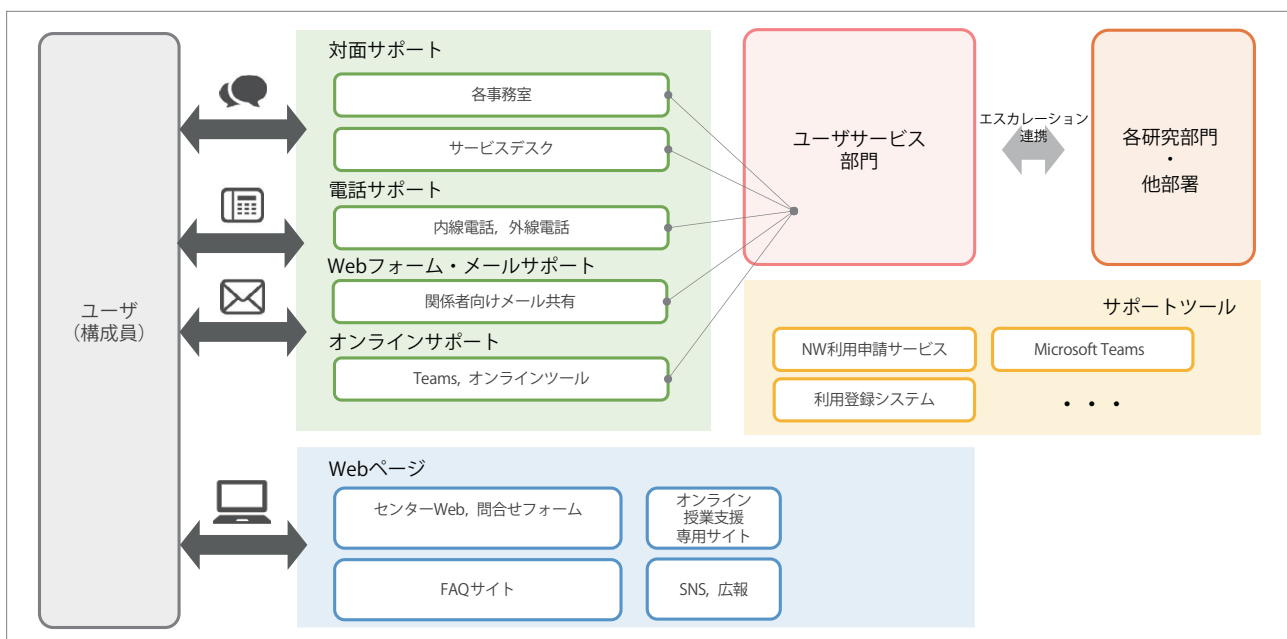 ユーザ
（構成員）
対面サポート
各事務室
サービスデスク
電話サポート
内線電話，外線電話
Webフォーム・メールサポート
関係者向けメール共有
オンラインサポート
Teams, オンラインツール
ユーザサービス
部門
エスカレーション
連携
各研究部門
・
他部署
サポートツール
NW利用申請サービス
Microsoft Teams
利用登録システム
・・・
Webページ
センターWeb，問合せフォーム
オンライン
授業支援
専用サイト
FAQサイト
SNS，広報